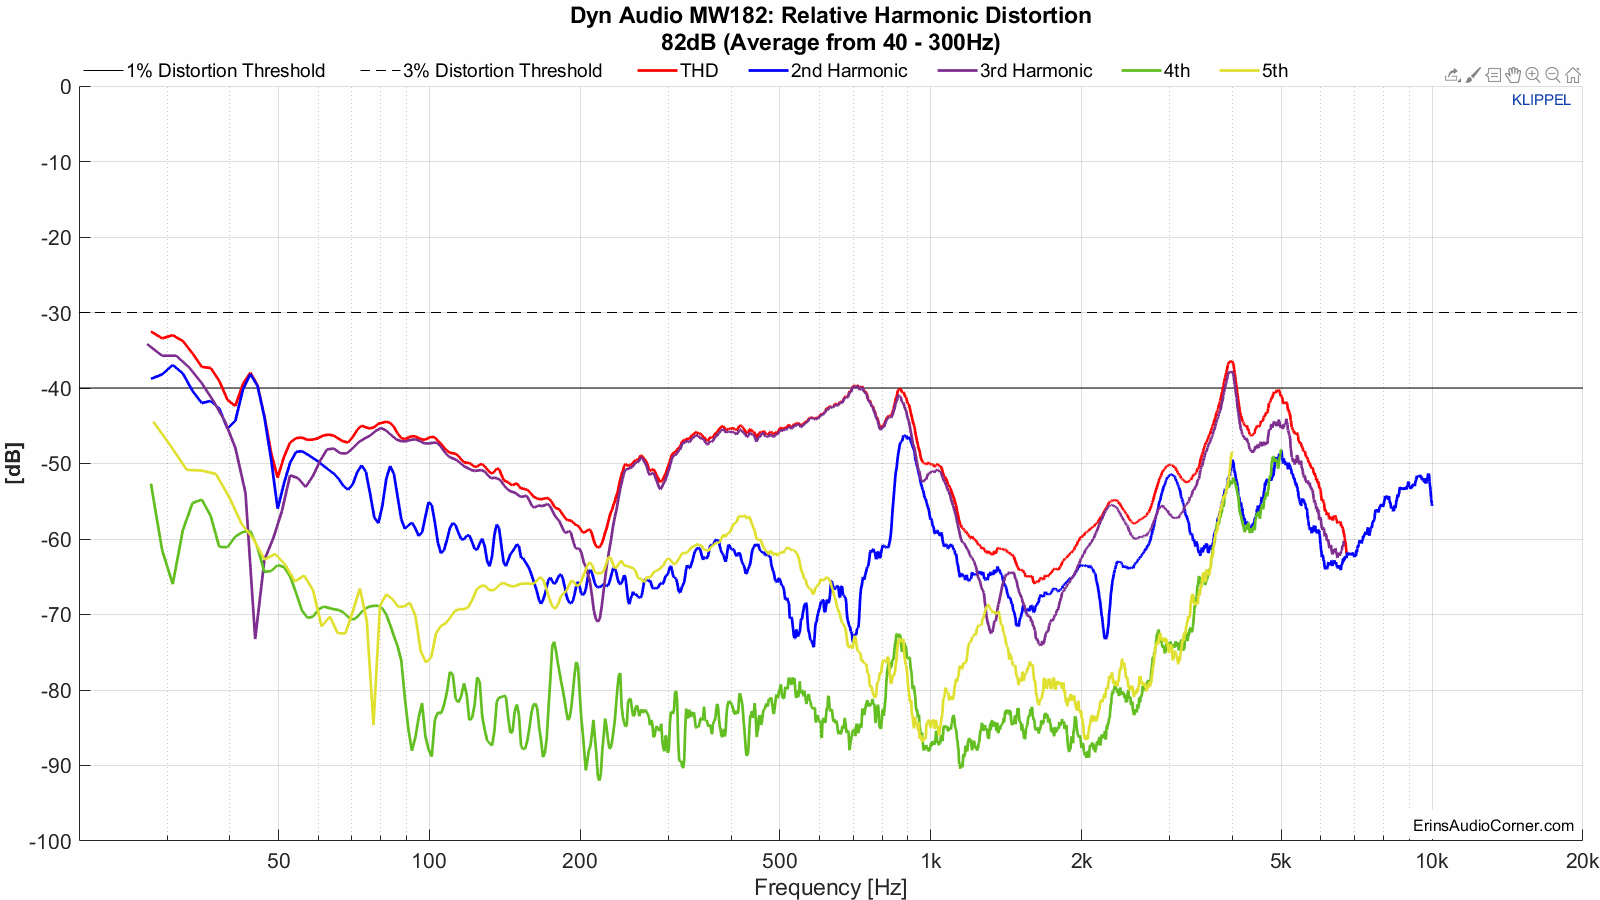 Dyn Audio MW182: Relative Harmonic Distortion
82dB (Average from 40 - 300Hz)
1% Distortion Threshold 3% Distortion Threshold THD 2nd Harmonic 3rd Harmonic 4th 5th
KLIPPEL
0
-10
-20
-30
-40
-50
-60
-70
-80
-90
-100
[dB]
ErinsAudioCorner.com
50 100 200 500 1k 2k 5k 10k 20k
Frequency [Hz]